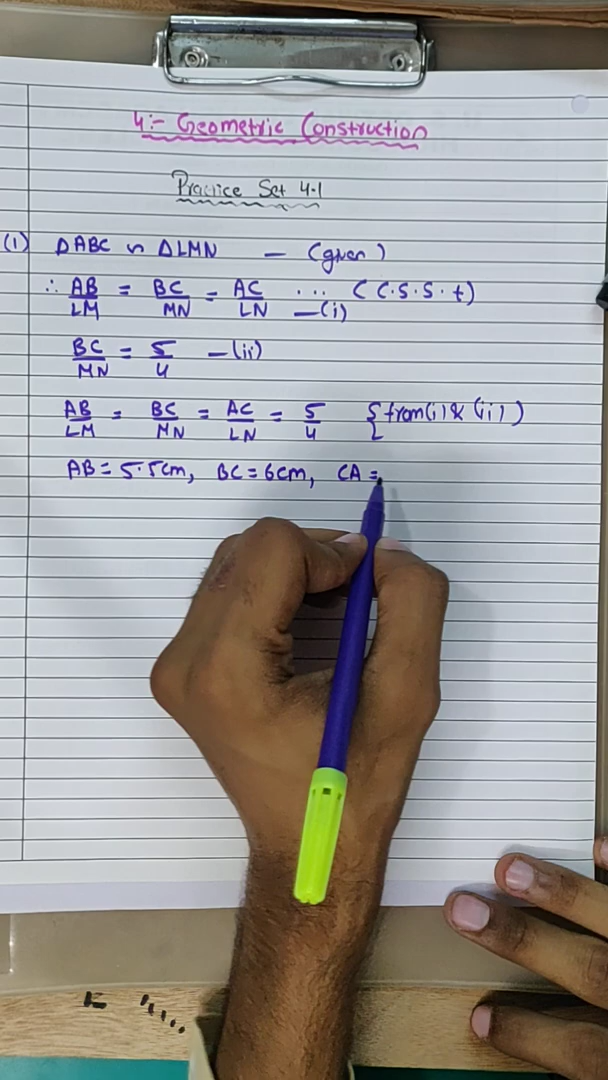 4:- Geometric Construction
Practice Set 4.1
(1) ΔABC ~ ΔLMN — (given)
∴ AB/LM = BC/MN = AC/LN ... (C.S.S.t) —(i)
BC/MN = 5/4 —(ii)
AB/LM = BC/MN = AC/LN = 5/4 {from(i) & (ii)}
AB = 5.5cm, BC = 6cm, CA =